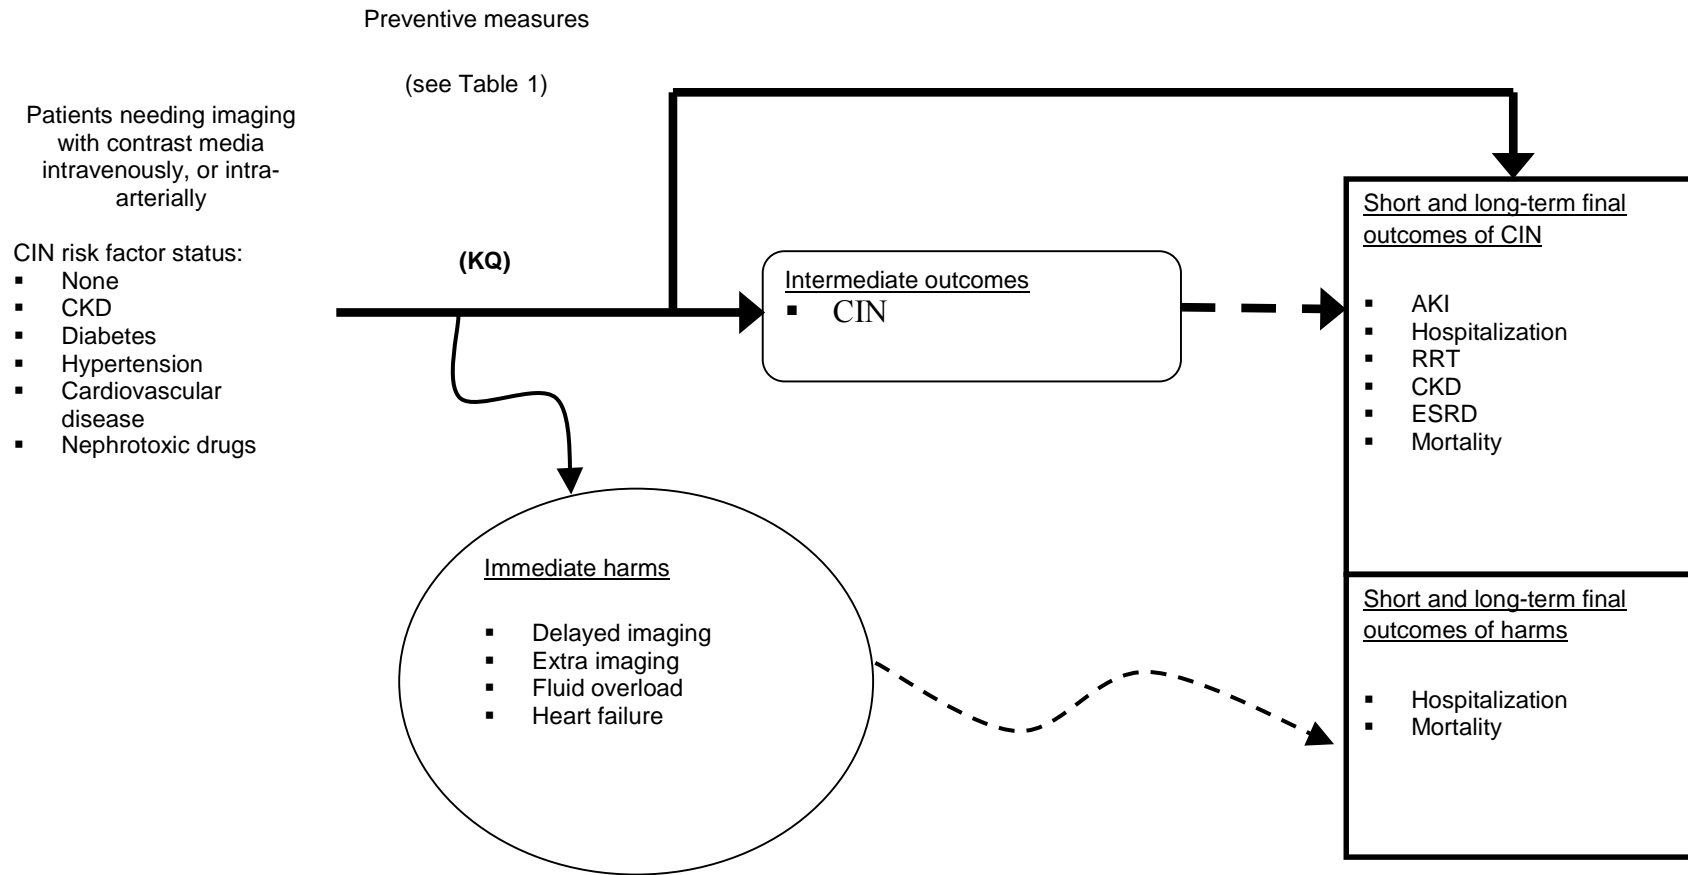 Preventive measures
(see Table 1)
Patients needing imaging
with contrast media
intravenously, or intra-
arterially
CIN risk factor status:
▪ None
▪ CKD
▪ Diabetes
▪ Hypertension
▪ Cardiovascular
disease
▪ Nephrotoxic drugs
(KQ)
Intermediate outcomes
▪ CIN
Short and long-term final
outcomes of CIN
▪ AKI
▪ Hospitalization
▪ RRT
▪ CKD
▪ ESRD
▪ Mortality
Immediate harms
▪ Delayed imaging
▪ Extra imaging
▪ Fluid overload
▪ Heart failure
Short and long-term final
outcomes of harms
▪ Hospitalization
▪ Mortality